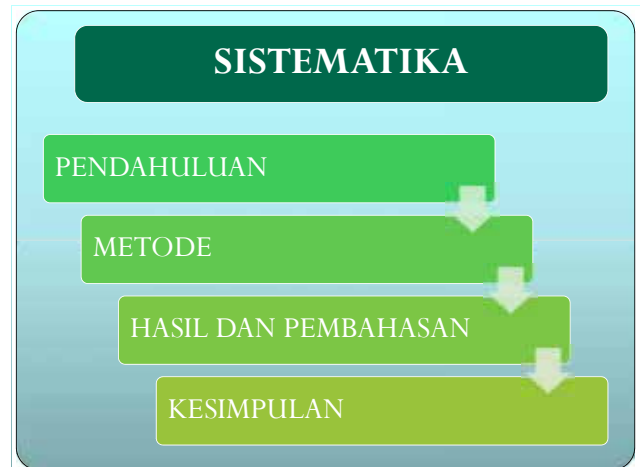 SISTEMATIKA
PENDAHULUAN
METODE
HASIL DAN PEMBAHASAN
KESIMPULAN